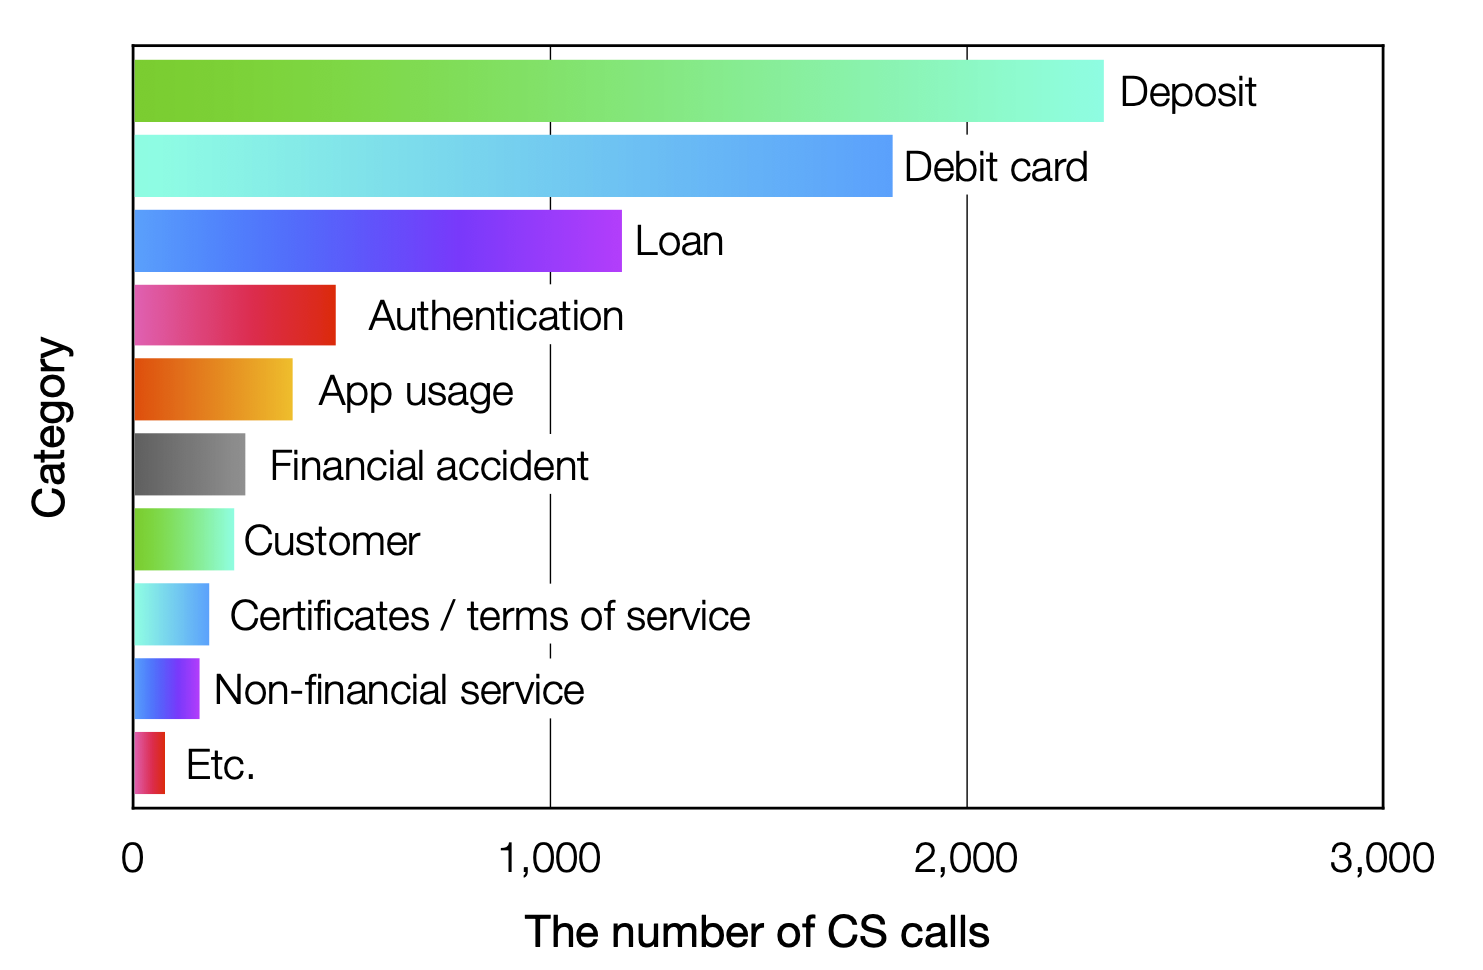 Deposit
Debit card
Loan
Authentication
App usage
Financial accident
Customer
Certificates / terms of service
Non-financial service
Etc.
Category
0 1,000 2,000 3,000
The number of CS calls